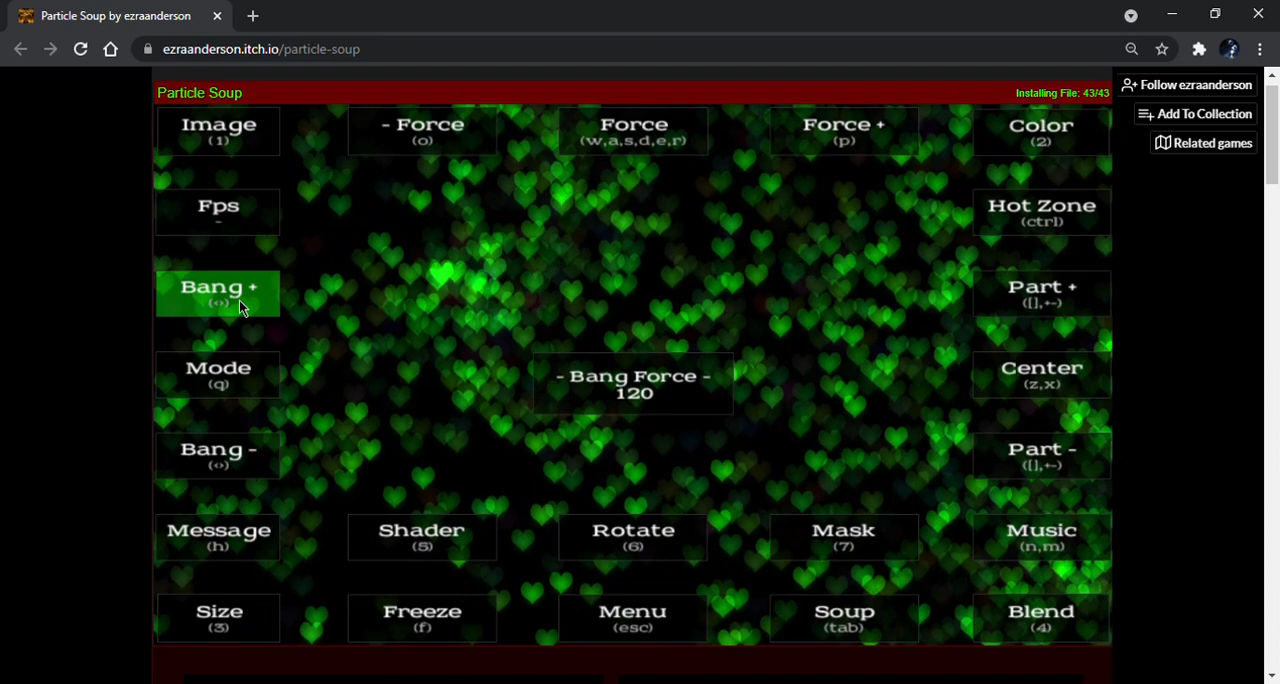 Particle Soup by ezraanderson
ezraanderson.itch.io/particle-soup
Follow ezraanderson
Add To Collection
Related games
Particle Soup
Installing File: 43/43
Image
(1)
- Force
(o)
Force
(w,a,s,d,e,r)
Force +
(p)
Color
(2)
Fps
-
Hot Zone
(ctrl)
Bang +
(<>)
Part +
([],+-)
Mode
(q)
- Bang Force -
120
Center
(z,x)
Bang -
(<>)
Part -
([],+-)
Message
(h)
Shader
(5)
Rotate
(6)
Mask
(7)
Music
(n,m)
Size
(3)
Freeze
(f)
Menu
(esc)
Soup
(tab)
Blend
(4)